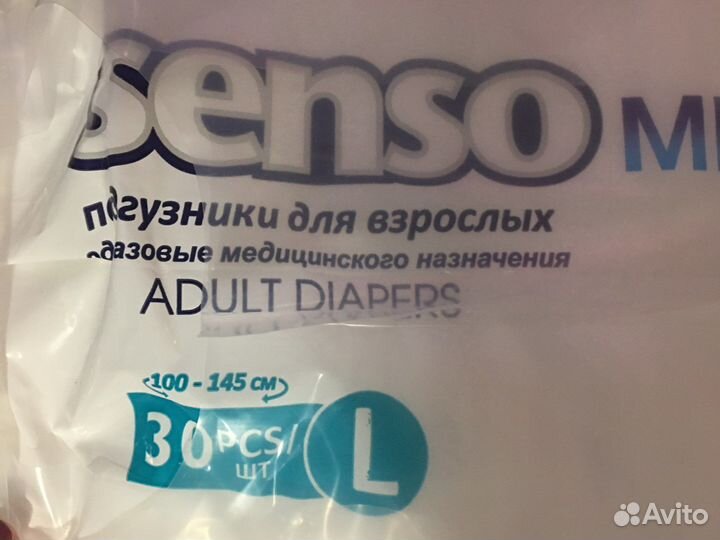 senso
подгузники для взрослых
одноразовые медицинского назначения
ADULT DIAPERS
100 - 145 см
30 PCS/ L
шт
Avito